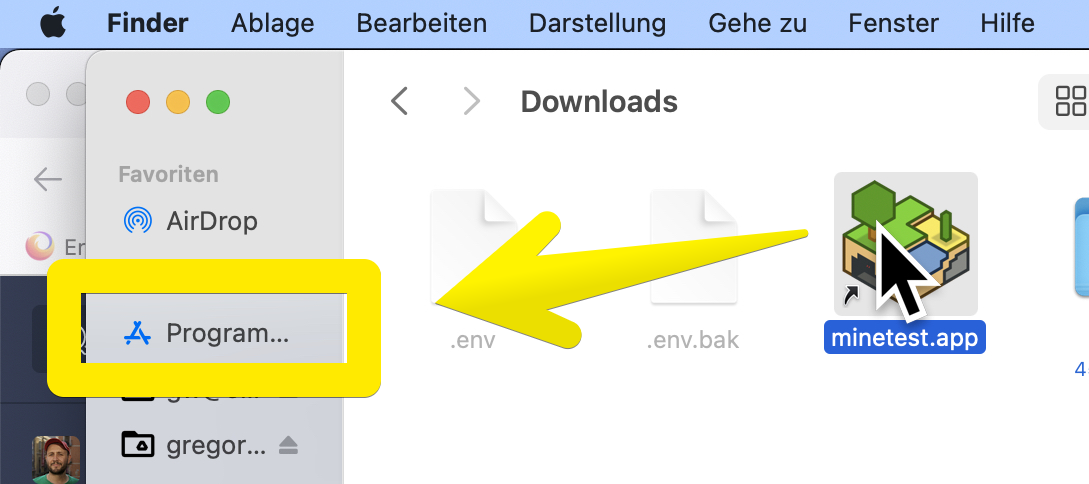 Finder Ablage Bearbeiten Darstellung Gehe zu Fenster Hilfe
Downloads
Favoriten
AirDrop
Program...
gregor...
.env
.env.bak
minetest.app